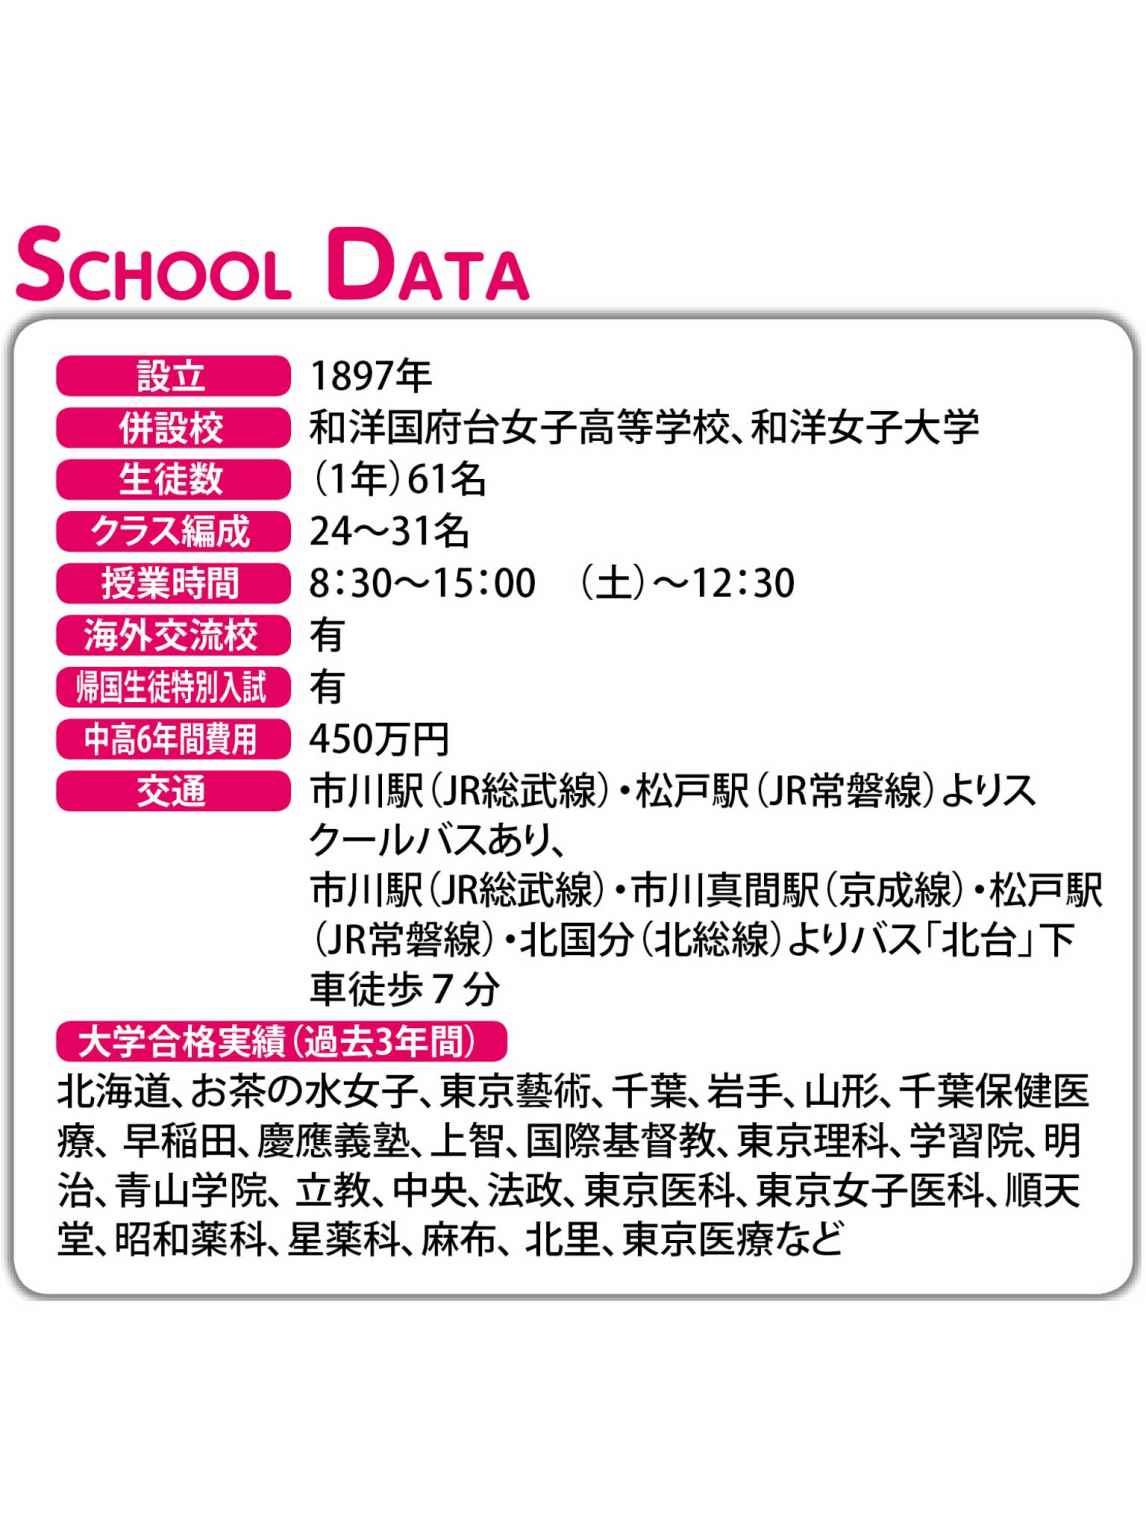 SCHOOL DATA
設立 1897年
併設校 和洋国府台女子高等学校、和洋女子大学
生徒数 （1年）61名
クラス編成 24〜31名
授業時間 8：30〜15：00 （土）〜12：30
海外交流校 有
帰国生徒特別入試 有
中高6年間費用 450万円
交通 市川駅（JR総武線）・松戸駅（JR常磐線）よりス
クールバスあり、
市川駅（JR総武線）・市川真間駅（京成線）・松戸駅
（JR常磐線）・北国分（北総線）よりバス「北台」下
車徒歩７分
大学合格実績（過去3年間）
北海道、お茶の水女子、東京藝術、千葉、岩手、山形、千葉保健医
療、早稲田、慶應義塾、上智、国際基督教、東京理科、学習院、明
治、青山学院、立教、中央、法政、東京医科、東京女子医科、順天
堂、昭和薬科、星薬科、麻布、北里、東京医療など